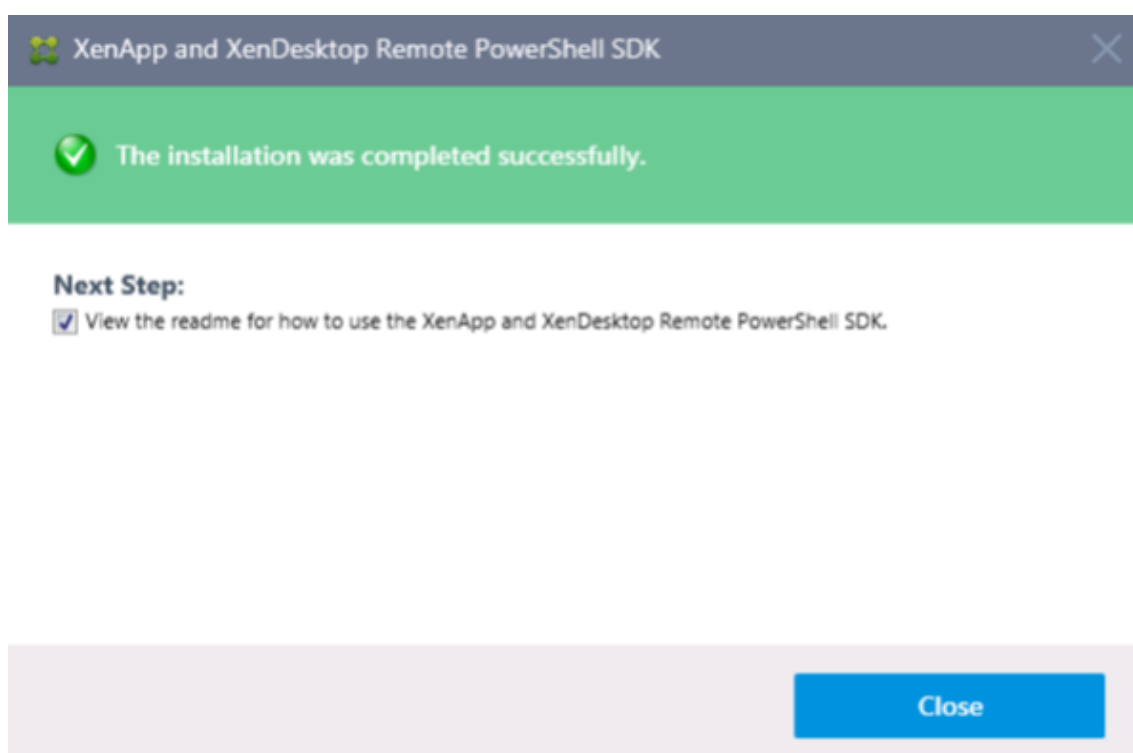 XenApp and XenDesktop Remote PowerShell SDK
The installation was completed successfully.
Next Step:
View the readme for how to use the XenApp and XenDesktop Remote PowerShell SDK.
Close